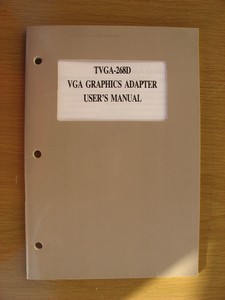 TVGA-268D
VGA GRAPHICS ADAPTER
USER'S MANUAL